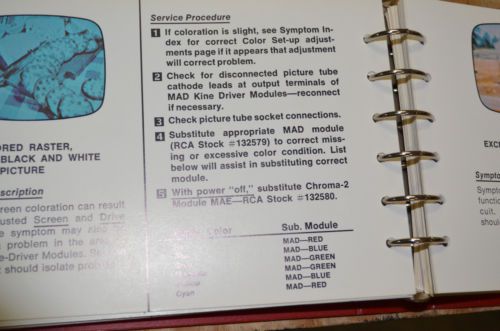 Service Procedure
1 If coloration is slight, see Symptom In-
dex for correct Color Set-up adjust-
ments page if it appears that adjustment
will correct problem.
2 Check for disconnected picture tube
cathode leads at output terminals of
MAD Kine Driver Modules—reconnect
if necessary.
3 Check picture tube socket connections.
4 Substitute appropriate MAD module
(RCA Stock #132579) to correct miss-
ing or excessive color condition. List
below will assist in substituting correct
module.
5 With power "off," substitute Chroma-2
Module MAE—RCA Stock #132580.
Color Sub. Module
MAD—RED
MAD—BLUE
MAD—GREEN
MAD—GREEN
MAD—BLUE
Cyan MAD—RED
ORED RASTER,
BLACK AND WHITE
PICTURE
scription
reen coloration can result
usted Screen and Drive
e symptom may
problem in the
e-Driver Modules.
should isolate
EXC
Sympto
function
cuit.
should